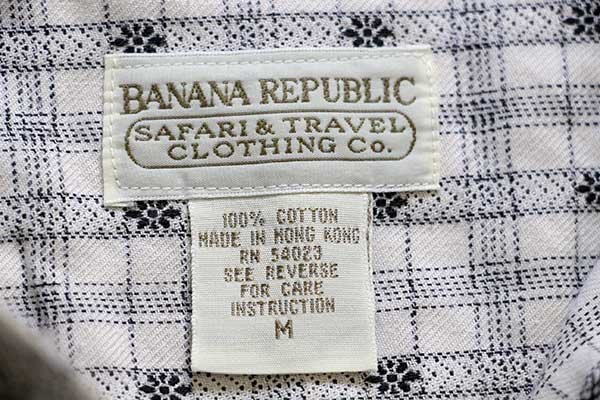 BANANA REPUBLIC
SAFARI & TRAVEL
CLOTHING CO.
100% COTTON
MADE IN HONG KONG
RN 54023
SEE REVERSE
FOR CARE
INSTRUCTION
M